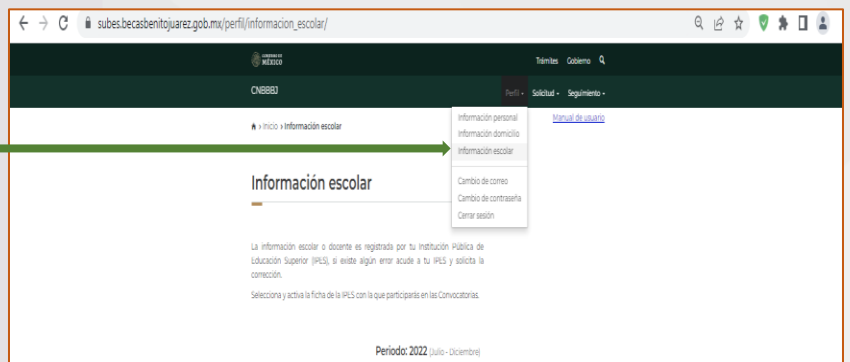 subes.becasbenitojuarez.gob.mx/perfil/informacion_escolar/
GOBIERNO DE
MÉXICO
Trámites Gobierno
CNBBBJ
Perfil Solicitud Seguimiento
Inicio > Información escolar
Manual de usuario
Información personal
Información domicilio
Información escolar
Cambio de correo
Cambio de contraseña
Cerrar sesión
Información escolar
La información escolar o docente es registrada por tu Institución Pública de
Educación Superior (IPES), si existe algún error acude a tu IPES y solicita la
corrección.
Selecciona y activa la ficha de la IPES con la que participarás en las Convocatorias.
Periodo: 2022 (Julio - Diciembre)